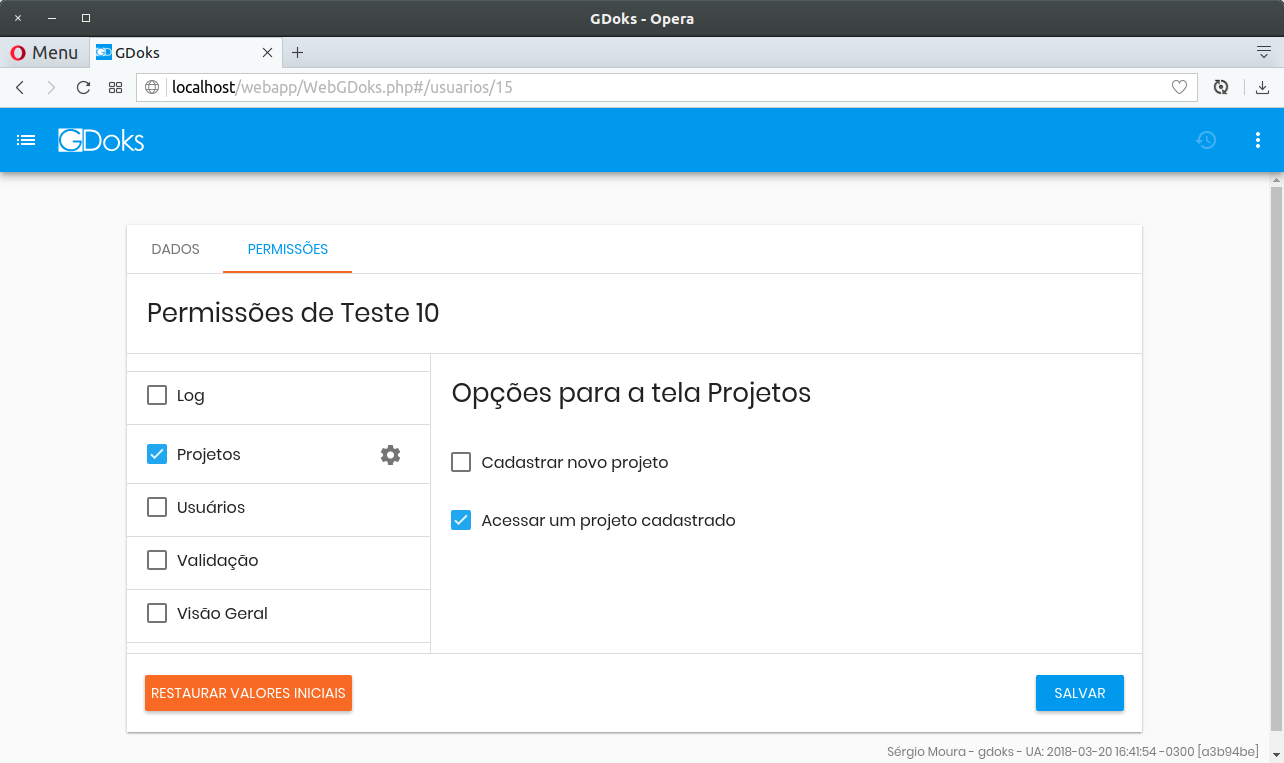 GDoks - Opera
Menu
GDoks
localhost/webapp/WebGDoks.php#/usuarios/15
GDoks
DADOS
PERMISSÕES
Permissões de Teste 10
Log
Projetos
Usuários
Validação
Visão Geral
Opções para a tela Projetos
Cadastrar novo projeto
Acessar um projeto cadastrado
RESTAURAR VALORES INICIAIS
SALVAR
Sérgio Moura - gdoks - UA: 2018-03-20 16:41:54 -0300 [a3b94be]